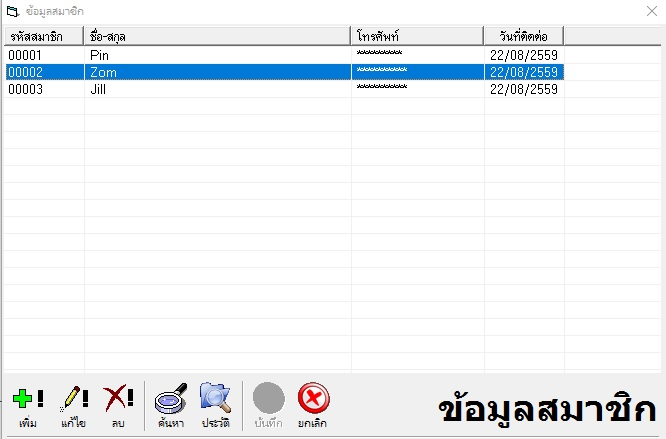 ข้อมูลสมาชิก
รหัสสมาชิก ชื่อ-สกุล โทรศัพท์ วันที่ติดต่อ
00001 Pin ********** 22/08/2559
00002 Zom *********** 22/08/2559
00003 Jill *********** 22/08/2559
เพิ่ม แก้ไข ลบ ค้นหา ประวัติ บันทึก ยกเลิก
ข้อมูลสมาชิก